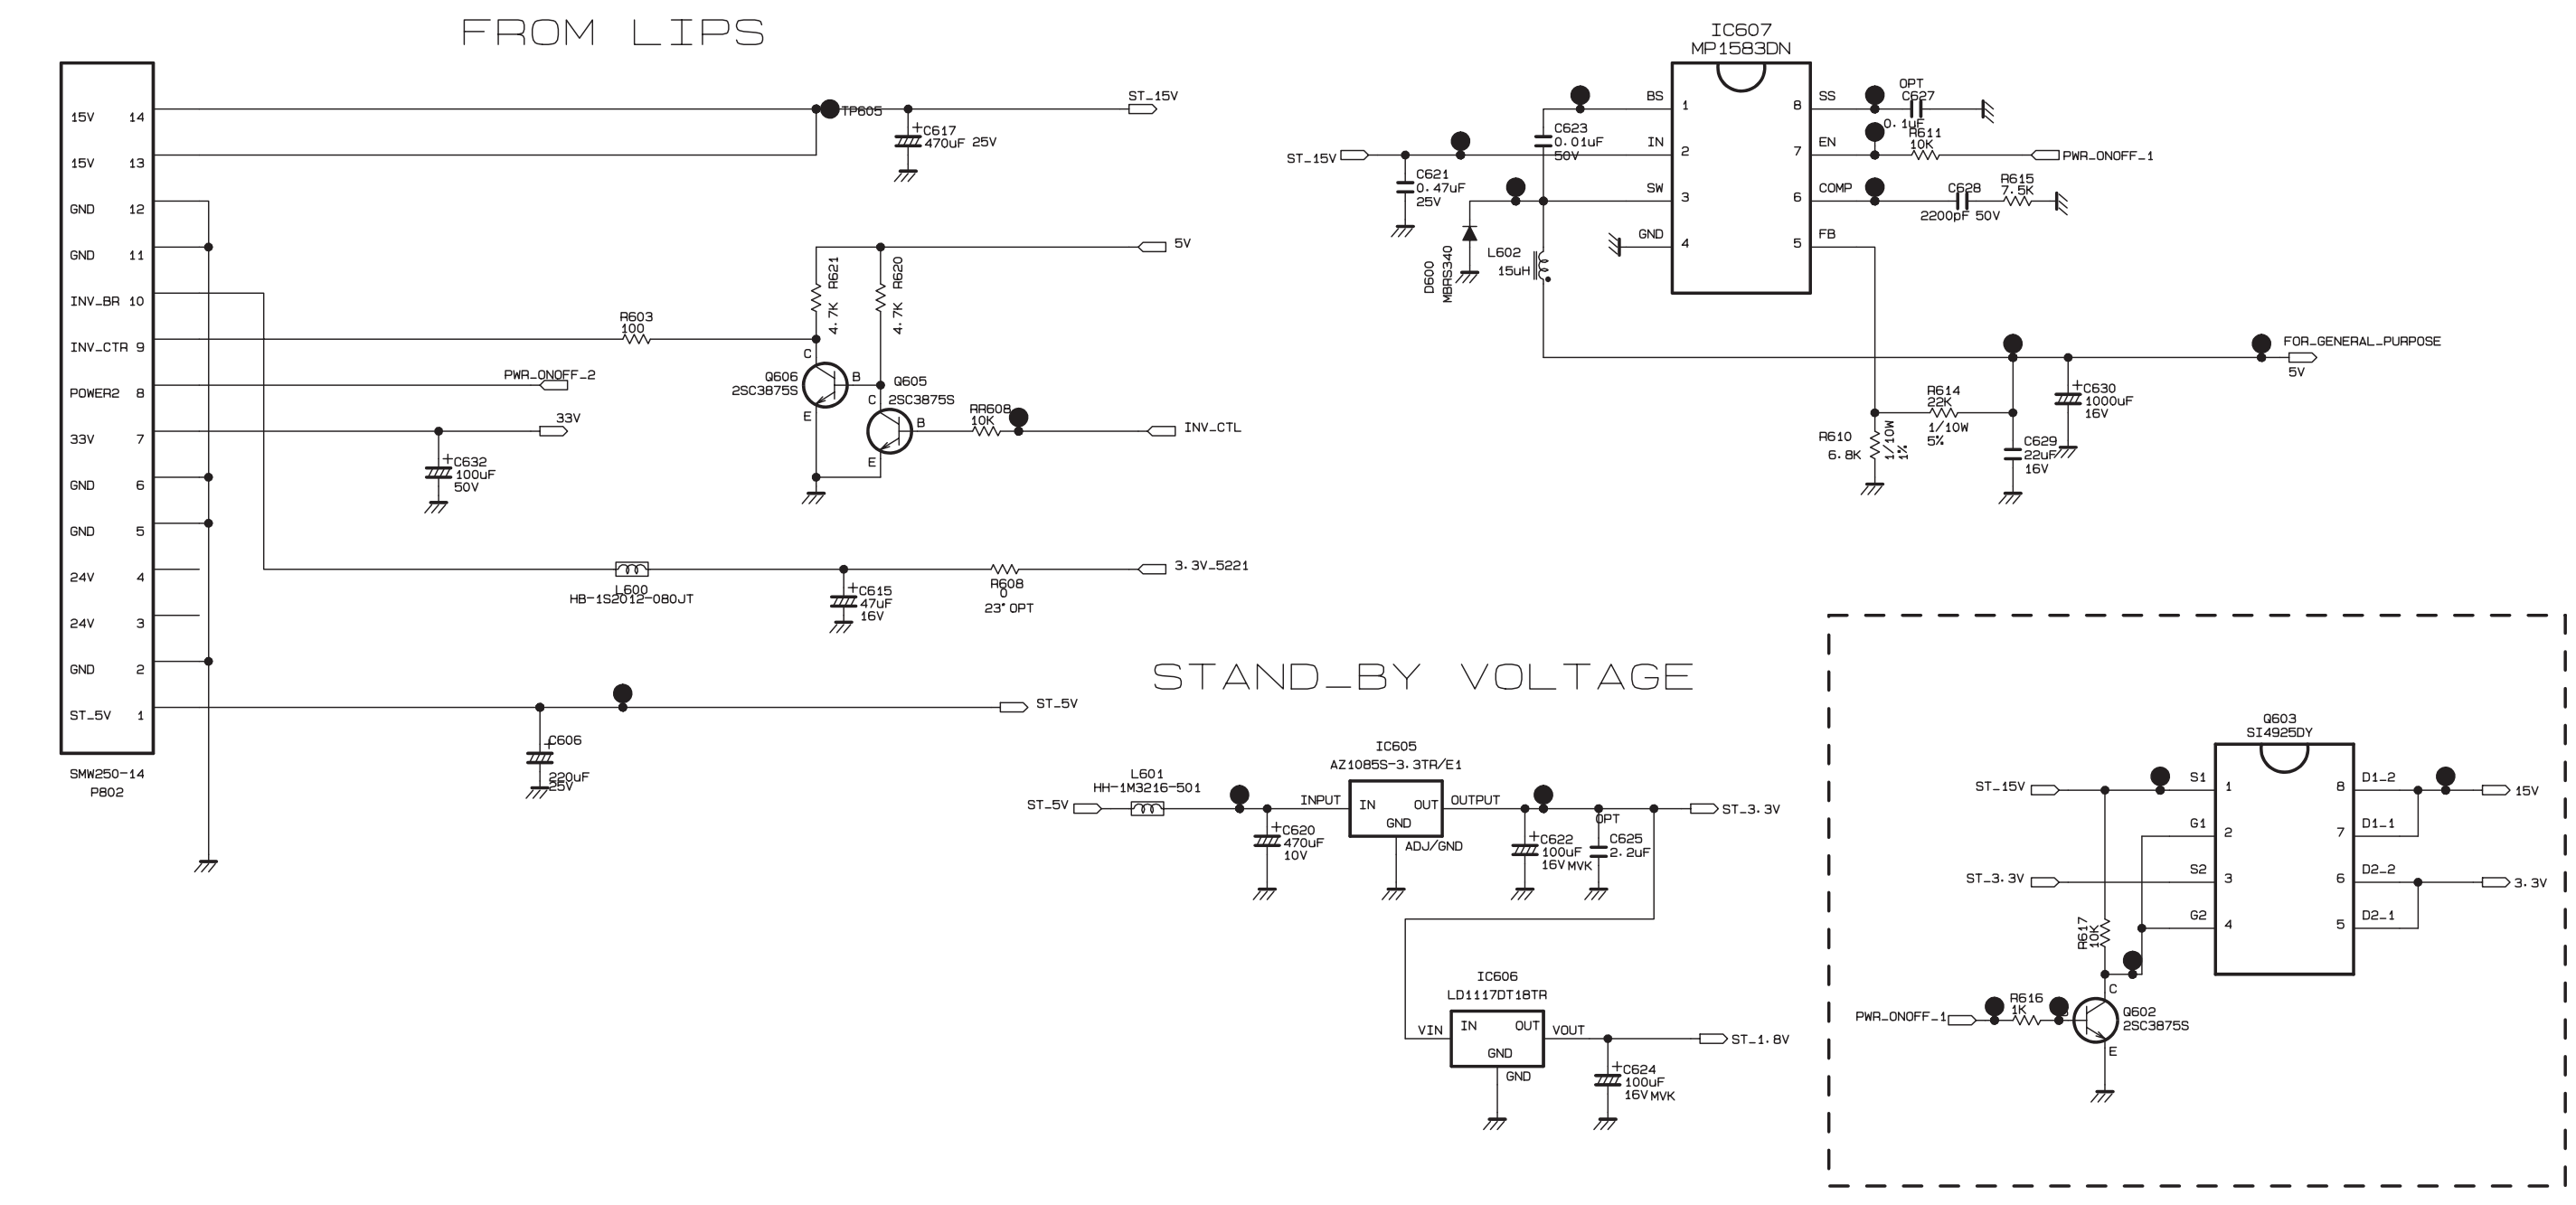 FROM LIPS
15V 14
15V 13
GND 12
GND 11
INV_BR 10
INV_CTR 9
POWER2 8
33V 7
GND 6
GND 5
24V 4
24V 3
GND 2
ST_5V 1
SMW250-14
P802
TP605
ST_15V
C617
470uF 25V
5V
R621
4.7K
R620
4.7K
R603
100
C
Q606
2SC3875S
B
E
Q605
2SC3875S
C
B
E
RR608
10K
INV_CTL
PWR_ONOFF_2
33V
C632
100uF
50V
L600
HB-1S2012-080JT
C615
47uF
16V
R608
0
23" OPT
3.3V_5221
ST_5V
C606
220uF
25V
IC607
MP1583DN
BS 1
IN 2
SW 3
GND 4
8 SS
7 EN
6 COMP
5 FB
ST_15V
C621
0.47uF
25V
C623
0.01uF
50V
D600
MBRS340
L602
15uH
OPT
C627
0.1uF
R611
10K
PWR_ONOFF_1
C628
2200pF 50V
R615
7.5K
FOR_GENERAL_PURPOSE
5V
R614
22K
1/10W
5%
R610
6.8K
1/10W
1%
C629
22uF
16V
C630
1000uF
16V
STAND_BY VOLTAGE
ST_5V
L601
HH-1M3216-501
C620
470uF
10V
IC605
AZ1085S-3.3TR/E1
INPUT
IN OUT
GND
OUTPUT
ADJ/GND
C622
100uF
16V MVK
OPT
C625
2.2uF
ST_3.3V
IC606
LD1117DT18TR
VIN
IN OUT
GND
VOUT
GND
C624
100uF
16V MVK
ST_1.8V
Q603
SI4925DY
ST_15V
S1 1
G1 2
S2 3
G2 4
8 D1_2
7 D1_1
6 D2_2
5 D2_1
15V
ST_3.3V
3.3V
R617
10K
PWR_ONOFF_1
R616
1K
C
Q602
2SC3875S
E